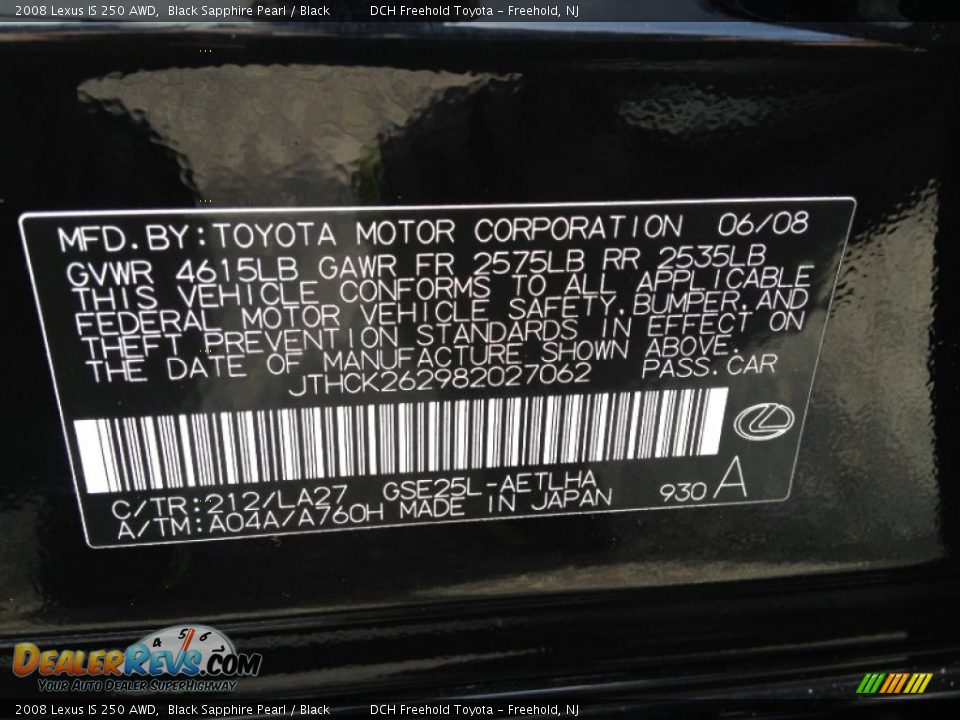 2008 Lexus IS 250 AWD, Black Sapphire Pearl / Black DCH Freehold Toyota - Freehold, NJ
MFD.BY:TOYOTA MOTOR CORPORATION 06/08
GVWR 4615LB GAWR FR 2575LB RR 2535LB
THIS VEHICLE CONFORMS TO ALL APPLICABLE
FEDERAL MOTOR VEHICLE SAFETY,BUMPER,AND
THEFT PREVENTION STANDARDS IN EFFECT ON
THE DATE OF MANUFACTURE SHOWN ABOVE.
JTHCK262982027062 PASS.CAR
C/TR:212/LA27 GSE25L-AETLHA
A/TM:A04A/A760H MADE IN JAPAN 930 A
4 5 6
DEALERREVS.COM
YOUR AUTO DEALER SUPERHIGHWAY
2008 Lexus IS 250 AWD, Black Sapphire Pearl / Black DCH Freehold Toyota - Freehold, NJ